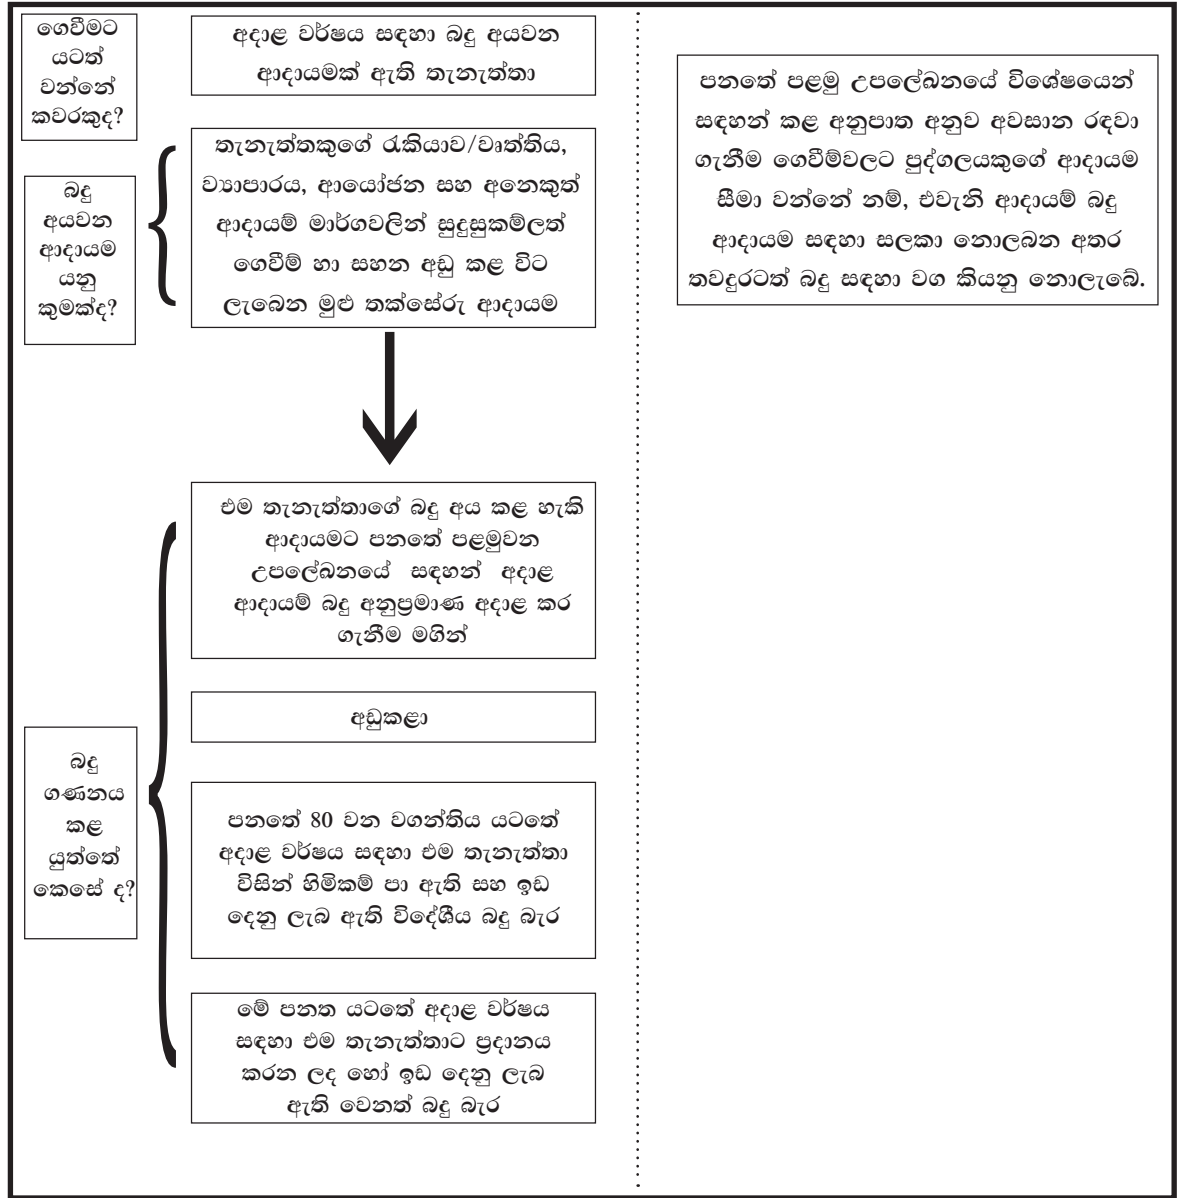 ගෙවීමට
යටත්
වන්නේ
කවරකුද?
අදාළ වර්ෂය සඳහා බදු අයවන
ආදායමක් ඇති තැනැත්තා
බදු
අයවන
ආදායම
යනු
කුමක්ද?
තැනැත්තකුගේ රැකියාව/වෘත්තිය,
ව්‍යාපාරය, ආයෝජන සහ අනෙකුත්
ආදායම් මාර්ගවලින් සුදුසුකම්ලත්
ගෙවීම් හා සහන අඩු කළ විට
ලැබෙන මුළු තක්සේරු ආදායම
එම තැනැත්තාගේ බදු අය කළ හැකි
ආදායමට පනතේ පළමුවන
උපලේඛනයේ සඳහන් අදාළ
ආදායම් බදු අනුප්‍රමාණ අදාළ කර
ගැනීම මගින්
බදු
ගණනය
කළ
යුත්තේ
කෙසේ ද?
අඩුකළා
පනතේ 80 වන වගන්තිය යටතේ
අදාළ වර්ෂය සඳහා එම තැනැත්තා
විසින් හිමිකම් පා ඇති සහ ඉඩ
දෙනු ලැබ ඇති විදේශීය බදු බැර
මේ පනත යටතේ අදාළ වර්ෂය
සඳහා එම තැනැත්තාට ප්‍රදානය
කරන ලද හෝ ඉඩ දෙනු ලැබ
ඇති වෙනත් බදු බැර
පනතේ පළමු උපලේඛනයේ විශේෂයෙන්
සඳහන් කළ අනුපාත අනුව අවසාන රඳවා
ගැනීම ගෙවීම්වලට පුද්ගලයකුගේ ආදායම
සීමා වන්නේ නම්, එවැනි ආදායම් බදු
ආදායම සඳහා සලකා නොලබන අතර
තවදුරටත් බදු සඳහා වග කියනු නොලැබේ.